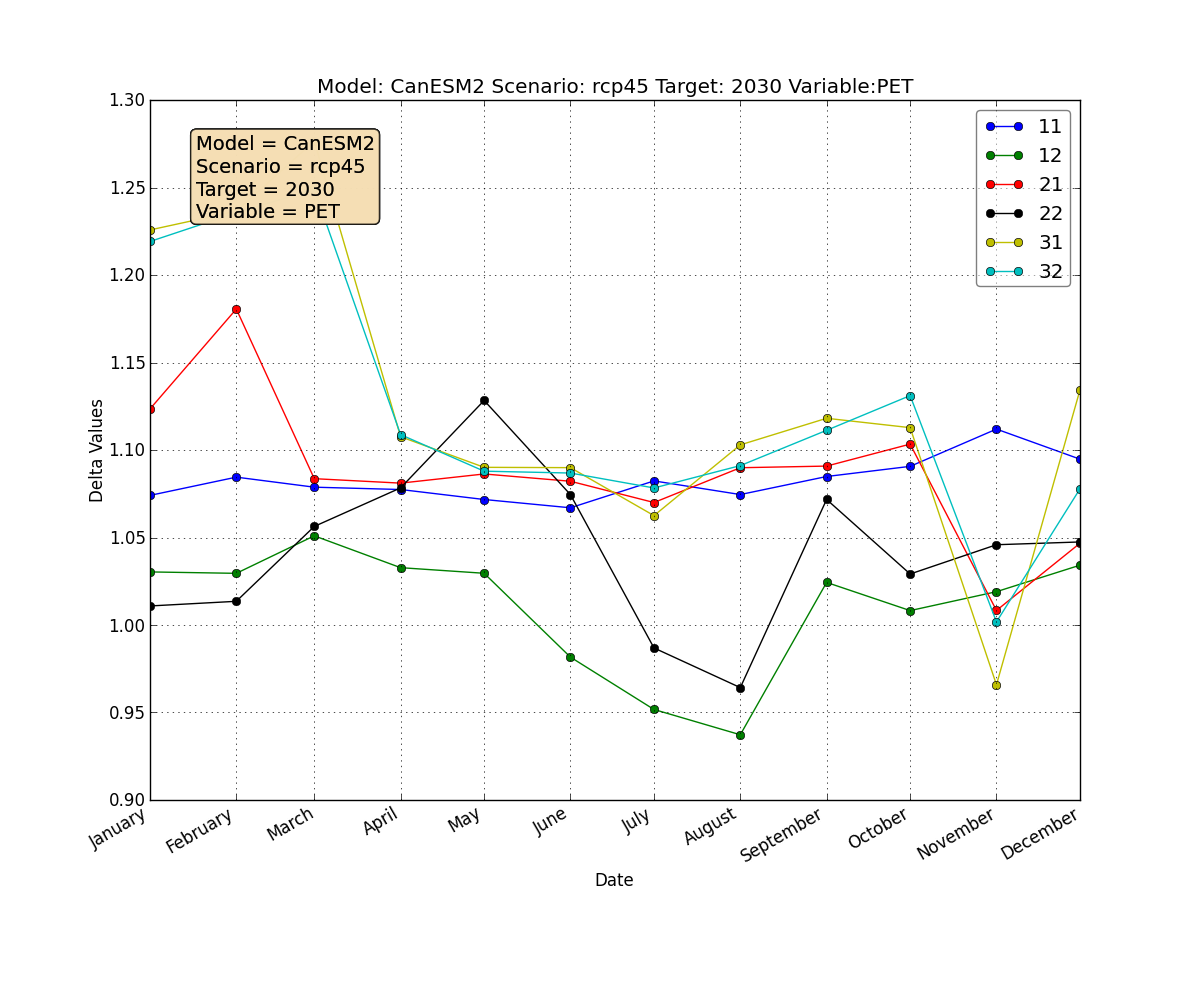 Model: CanESM2 Scenario: rcp45 Target: 2030 Variable:PET
1.30
1.25
1.20
1.15
1.10
1.05
1.00
0.95
0.90
Delta Values
Model = CanESM2
Scenario = rcp45
Target = 2030
Variable = PET
11
12
21
22
31
32
January
February
March
April
May
June
July
August
September
October
November
December
Date